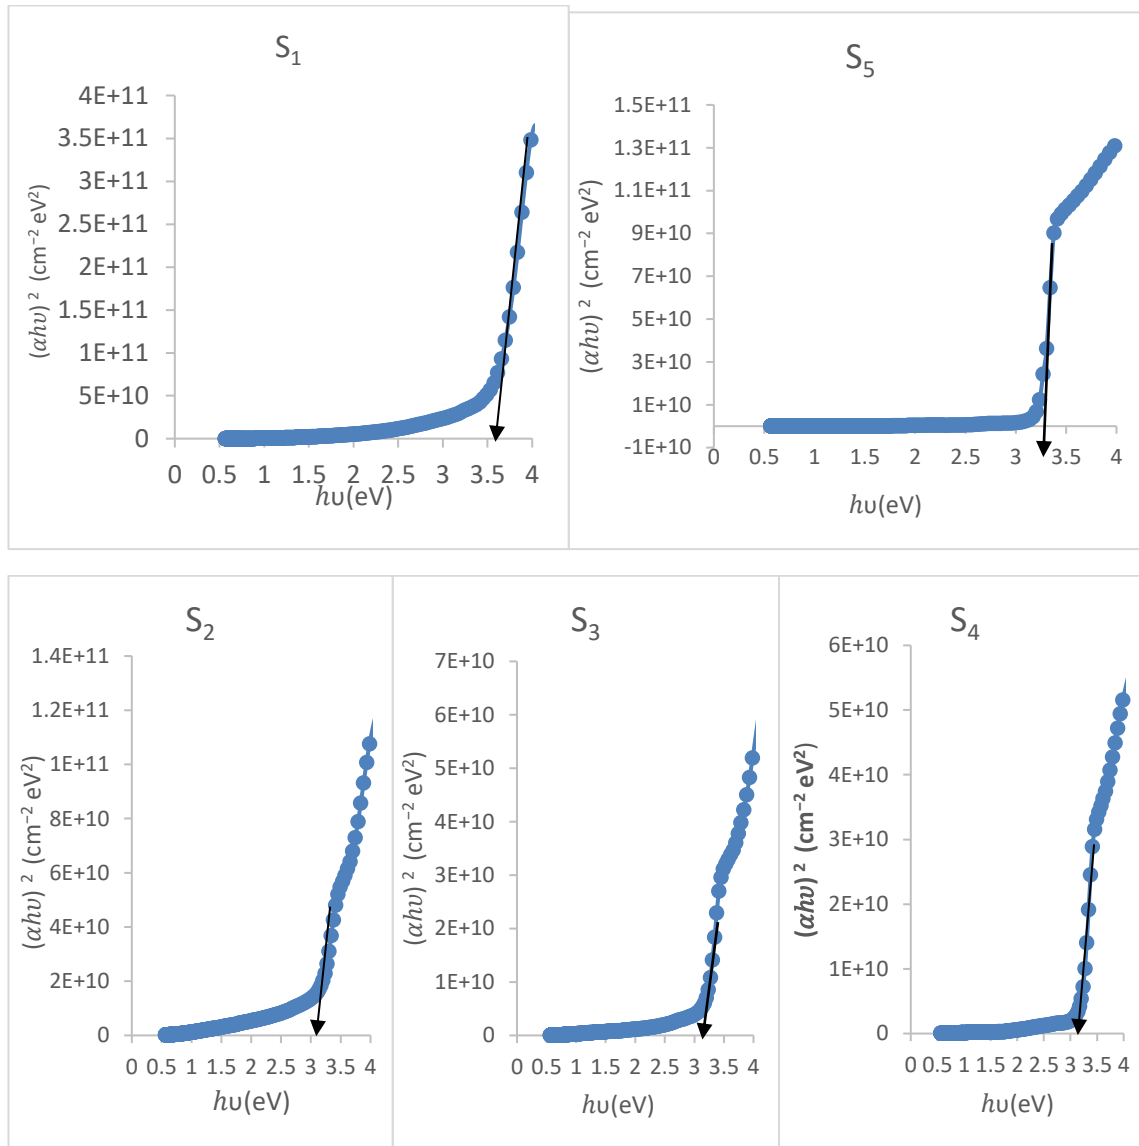 S₁
4E+11
3.5E+11
3E+11
2.5E+11
2E+11
1.5E+11
1E+11
5E+10
0
(αhυ) ² (cm⁻² eV²)
0 0.5 1 1.5 2 2.5 3 3.5 4
hυ(eV)
S₅
1.5E+11
1.3E+11
1.1E+11
9E+10
7E+10
5E+10
3E+10
1E+10
-1E+10
(αhυ) ² (cm⁻² eV²)
0 0.5 1 1.5 2 2.5 3 3.5 4
hυ(eV)
S₂
1.4E+11
1.2E+11
1E+11
8E+10
6E+10
4E+10
2E+10
0
(αhυ) ² (cm⁻² eV²)
0 0.5 1 1.5 2 2.5 3 3.5 4
hυ(eV)
S₃
7E+10
6E+10
5E+10
4E+10
3E+10
2E+10
1E+10
0
(αhυ) ² (cm⁻² eV²)
0 0.5 1 1.5 2 2.5 3 3.5 4
hυ(eV)
S₄
6E+10
5E+10
4E+10
3E+10
2E+10
1E+10
0
(αhυ) ² (cm⁻² eV²)
0 0.5 1 1.5 2 2.5 3 3.5 4
hυ(eV)